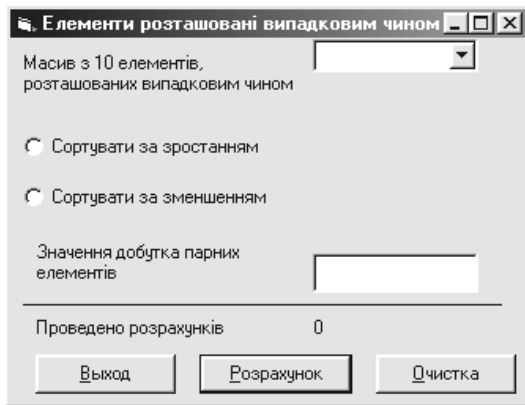 Елементи розташовані випадковим чином
Масив з 10 елементів,
розташованих випадковим чином
Сортувати за зростанням
Сортувати за зменшенням
Значення добутка парних
елементів
Проведено розрахунків 0
Выход Розрахунок Очистка